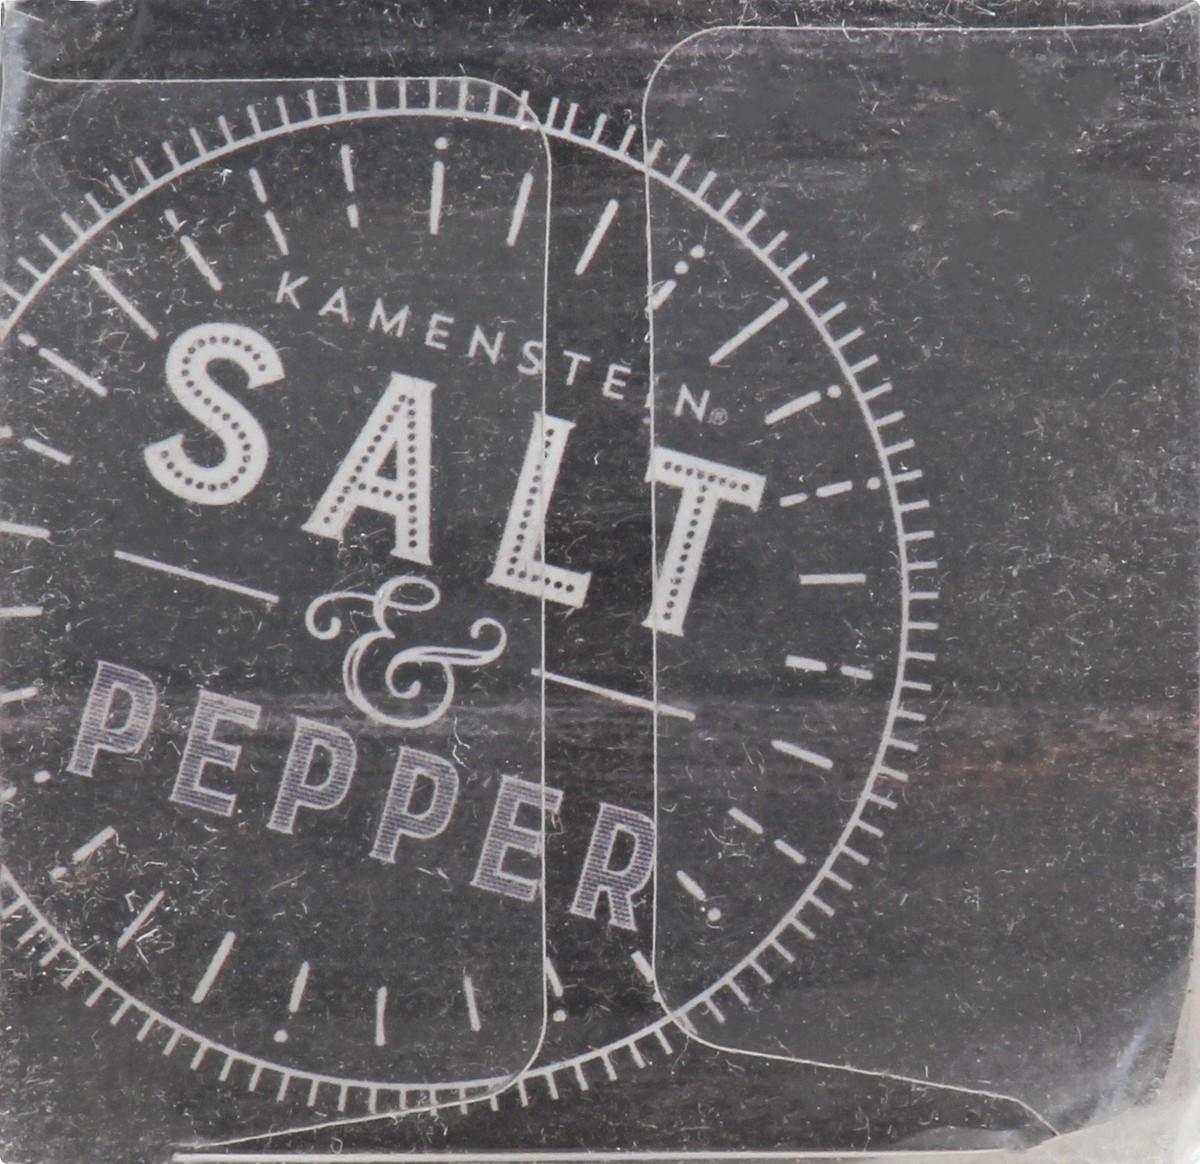 KAMENSTEIN®
SALT
&
PEPPER